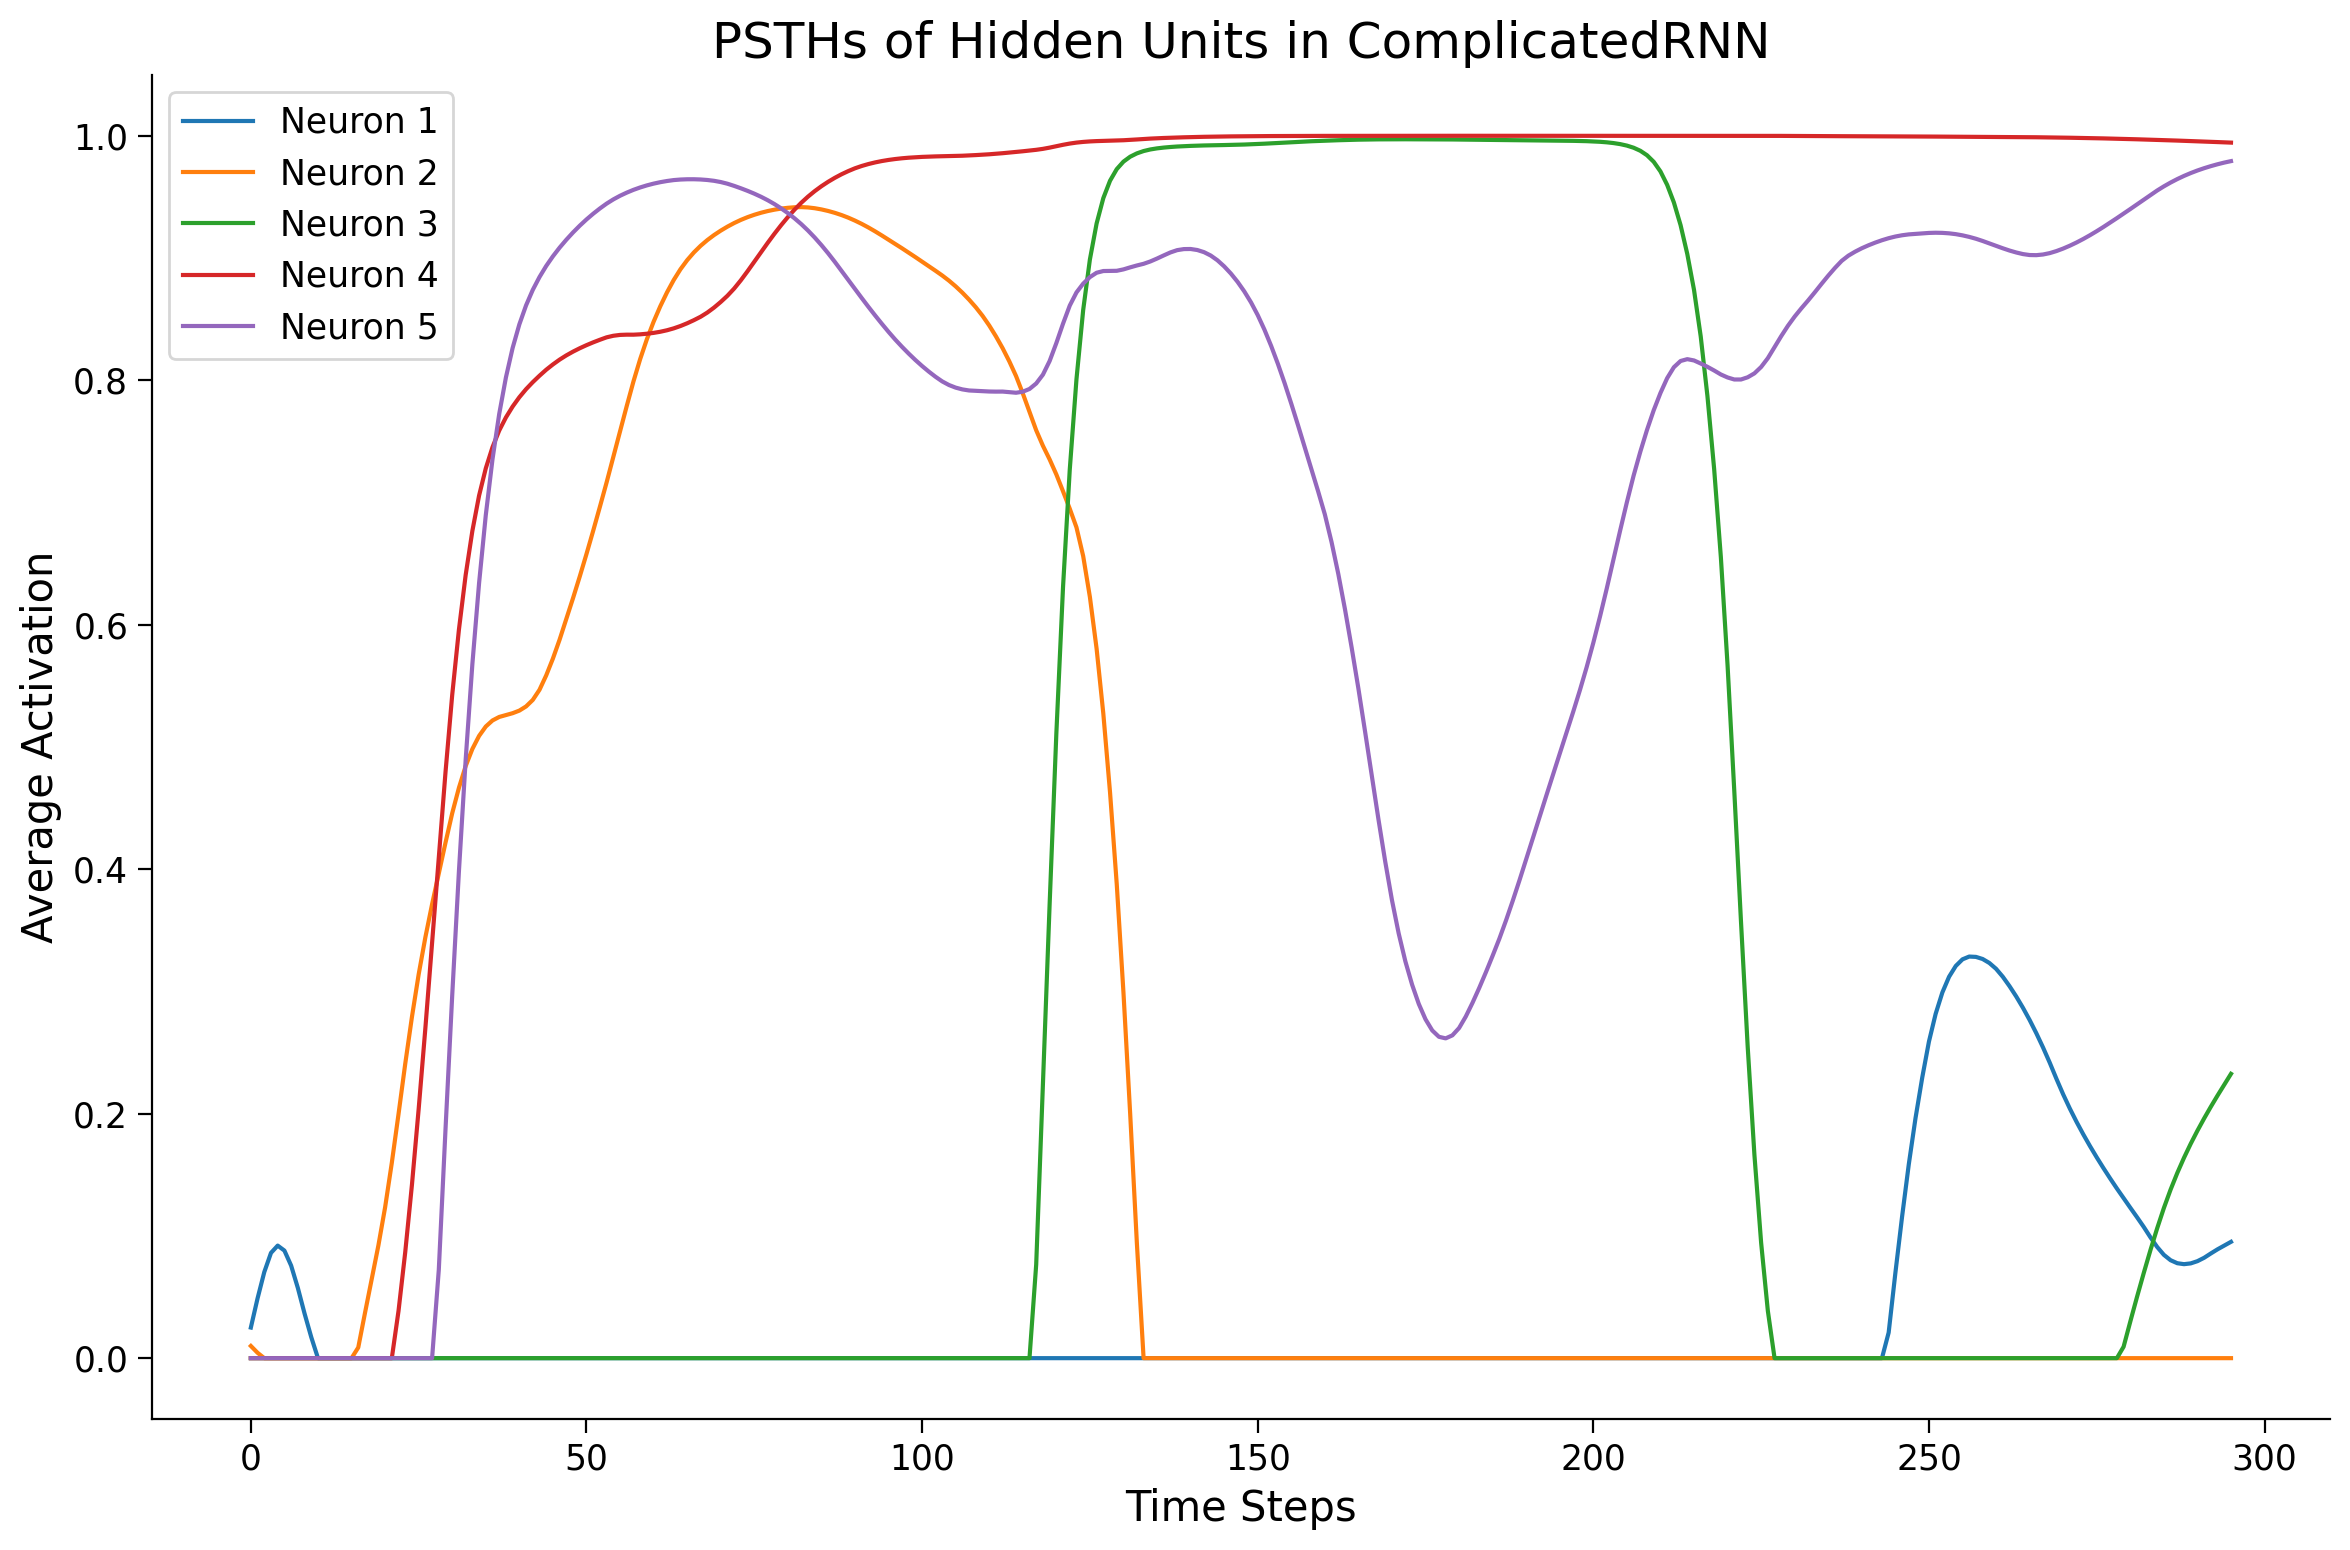 PSTHs of Hidden Units in ComplicatedRNN
Neuron 1
Neuron 2
Neuron 3
Neuron 4
Neuron 5
Average Activation
1.0
0.8
0.6
0.4
0.2
0.0
0 50 100 150 200 250 300
Time Steps